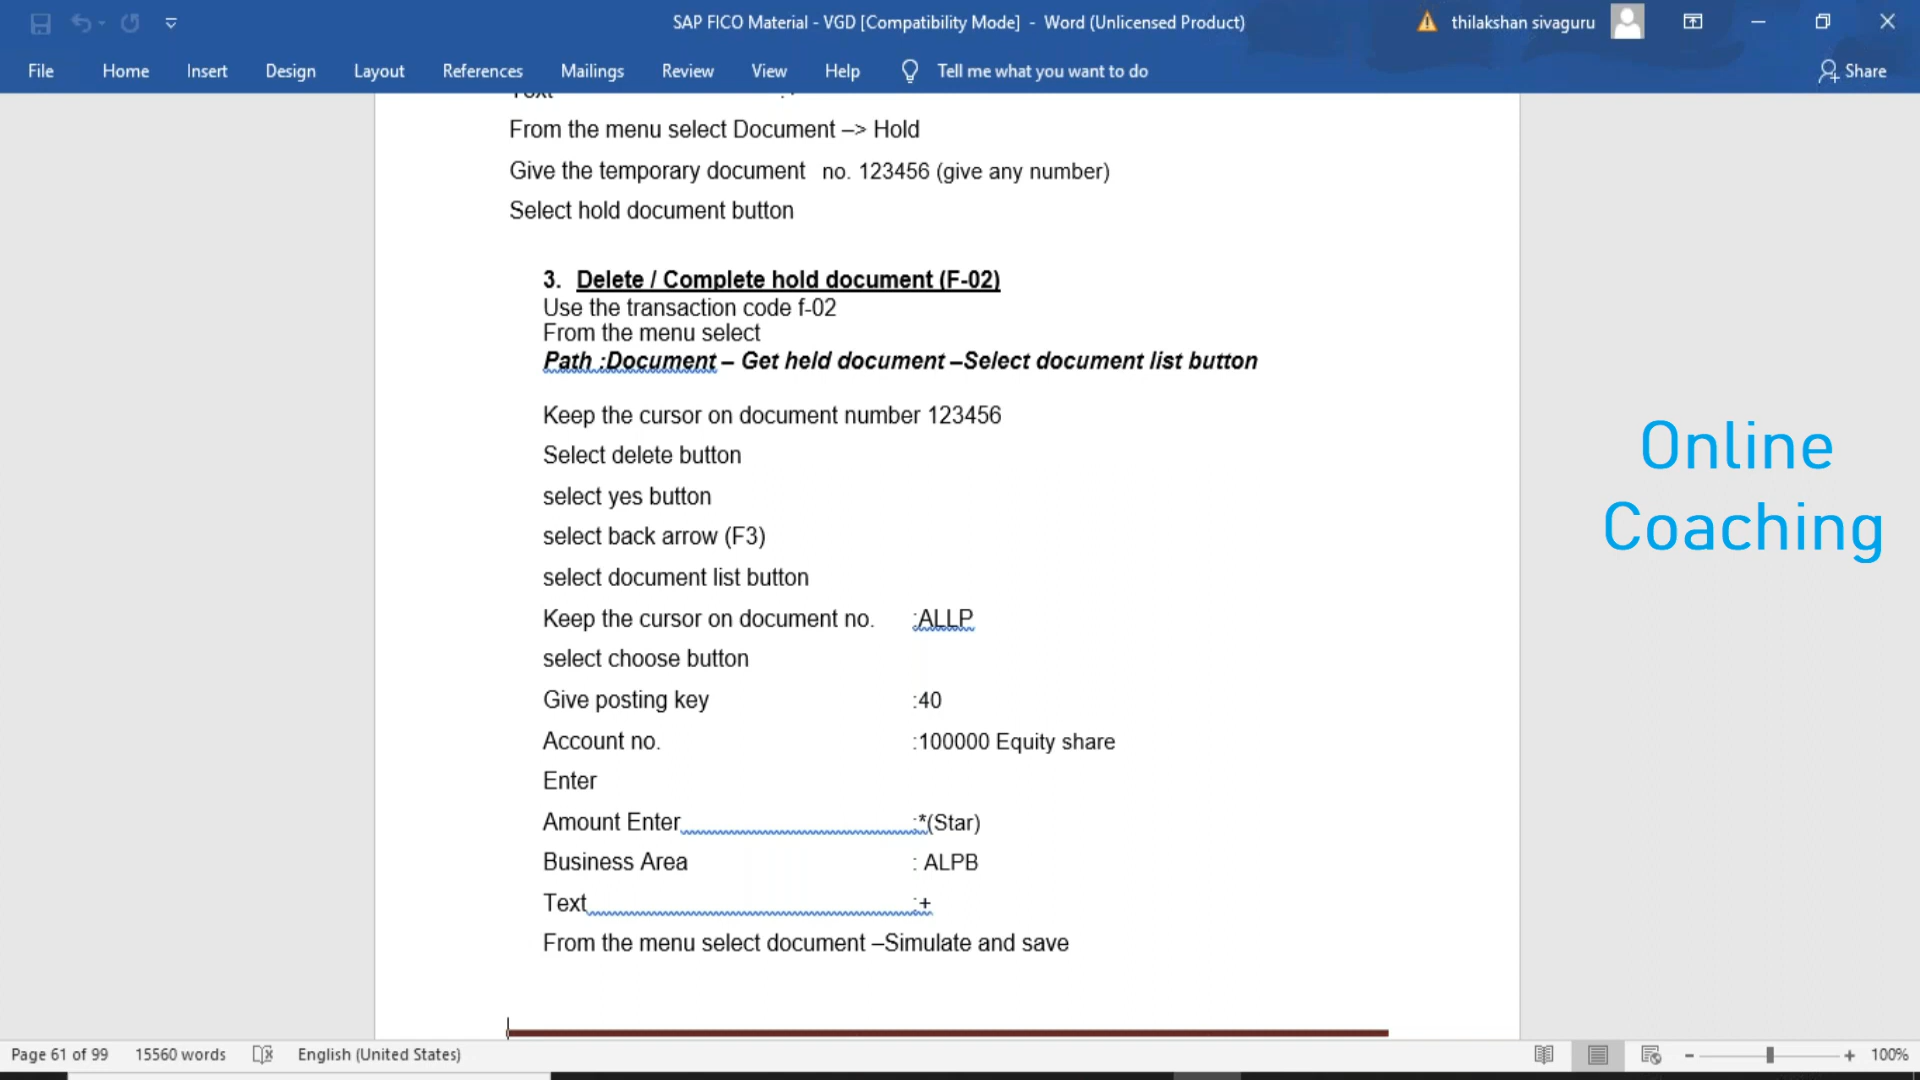 SAP FICO Material - VGD [Compatibility Mode] - Word (Unlicensed Product)
thilakshan sivaguru
File Home Insert Design Layout References Mailings Review View Help Tell me what you want to do Share
Text
From the menu select Document –> Hold
Give the temporary document no. 123456 (give any number)
Select hold document button
3. Delete / Complete hold document (F-02)
Use the transaction code f-02
From the menu select
Path :Document – Get held document –Select document list button
Keep the cursor on document number 123456
Select delete button
select yes button
select back arrow (F3)
select document list button
Keep the cursor on document no. :ALLP
select choose button
Give posting key :40
Account no. :100000 Equity share
Enter
Amount Enter :*(Star)
Business Area : ALPB
Text :+
From the menu select document –Simulate and save
Online
Coaching
Page 61 of 99 15560 words English (United States) 100%